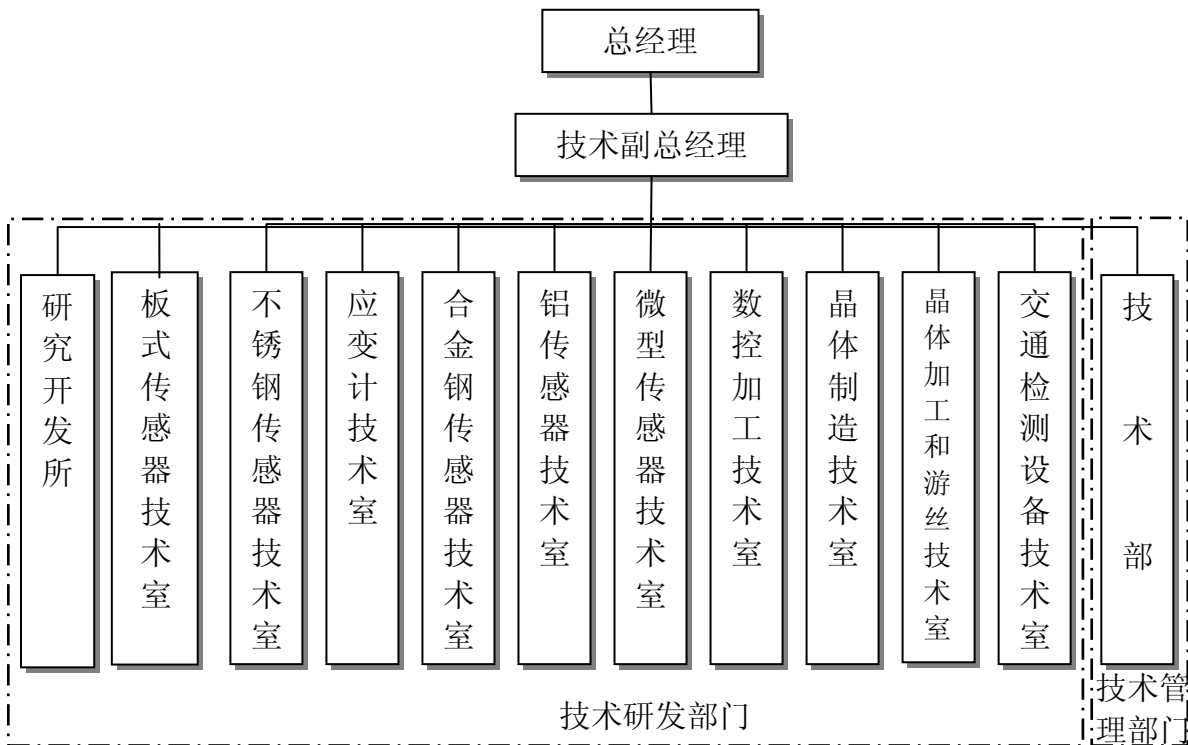 总经理
技术副总经理
研究开发所
板式传感器技术室
不锈钢传感器技术室
应变计技术室
合金钢传感器技术室
铝传感器技术室
微型传感器技术室
数控加工技术室
晶体制造技术室
晶体加工和游丝技术室
交通检测设备技术室
技术部
技术研发部门
技术管
理部门